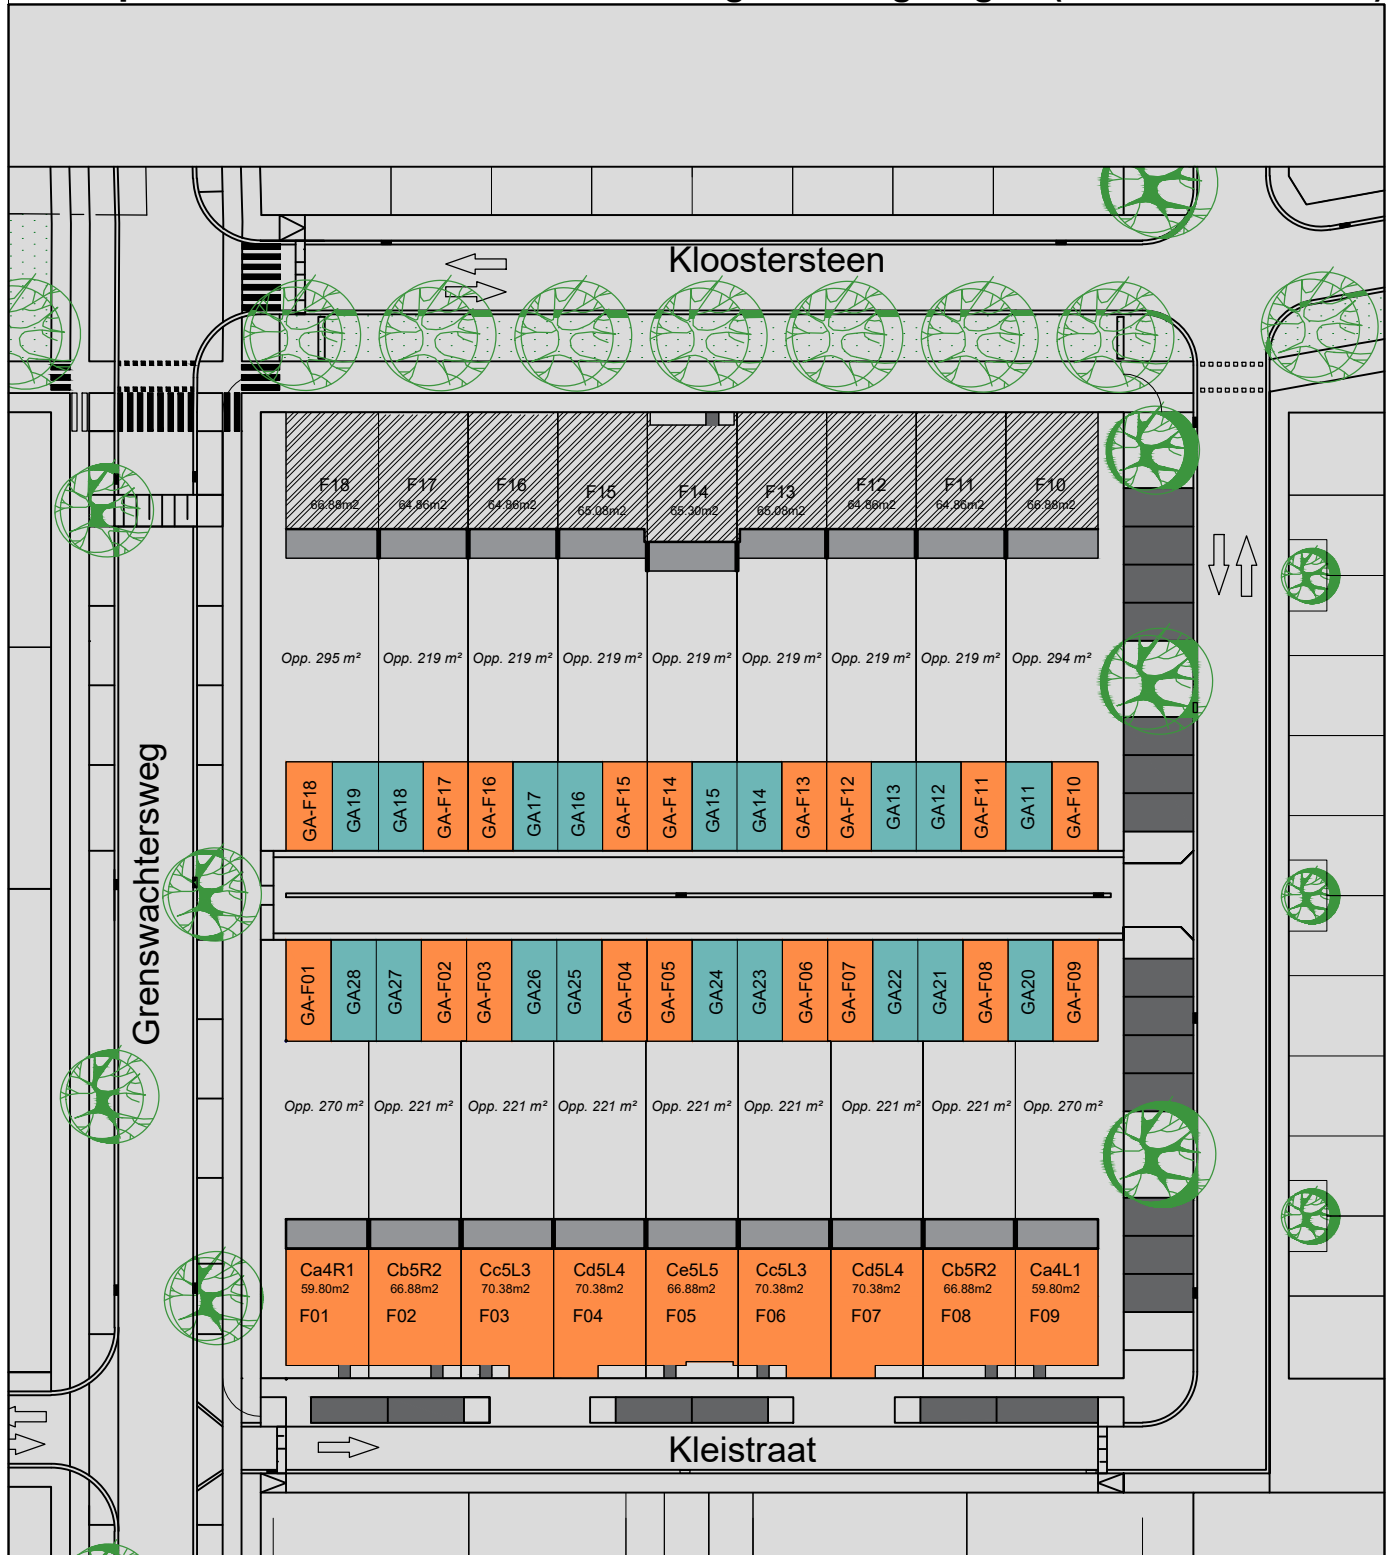 Kloostersteen
F18 F17 F16 F15 F14 F13 F12 F11 F10
66.88m2 64.86m2 64.86m2 65.08m2 65.30m2 65.08m2 64.86m2 64.86m2 66.88m2
Opp. 295 m² Opp. 219 m² Opp. 219 m² Opp. 219 m² Opp. 219 m² Opp. 219 m² Opp. 219 m² Opp. 219 m² Opp. 294 m²
GA-F18 GA19 GA18 GA-F17 GA-F16 GA17 GA16 GA-F15 GA-F14 GA15 GA14 GA-F13 GA-F12 GA13 GA12 GA-F11 GA11 GA-F10
Grenswachtersweg
GA-F01 GA28 GA27 GA-F02 GA-F03 GA26 GA25 GA-F04 GA-F05 GA24 GA23 GA-F06 GA-F07 GA22 GA21 GA-F08 GA20 GA-F09
Opp. 270 m² Opp. 221 m² Opp. 221 m² Opp. 221 m² Opp. 221 m² Opp. 221 m² Opp. 221 m² Opp. 221 m² Opp. 270 m²
Ca4R1 Cb5R2 Cc5L3 Cd5L4 Ce5L5 Cc5L3 Cd5L4 Cb5R2 Ca4L1
59.80m2 66.88m2 70.38m2 70.38m2 66.88m2 70.38m2 70.38m2 66.88m2 59.80m2
F01 F02 F03 F04 F05 F06 F07 F08 F09
Kleistraat